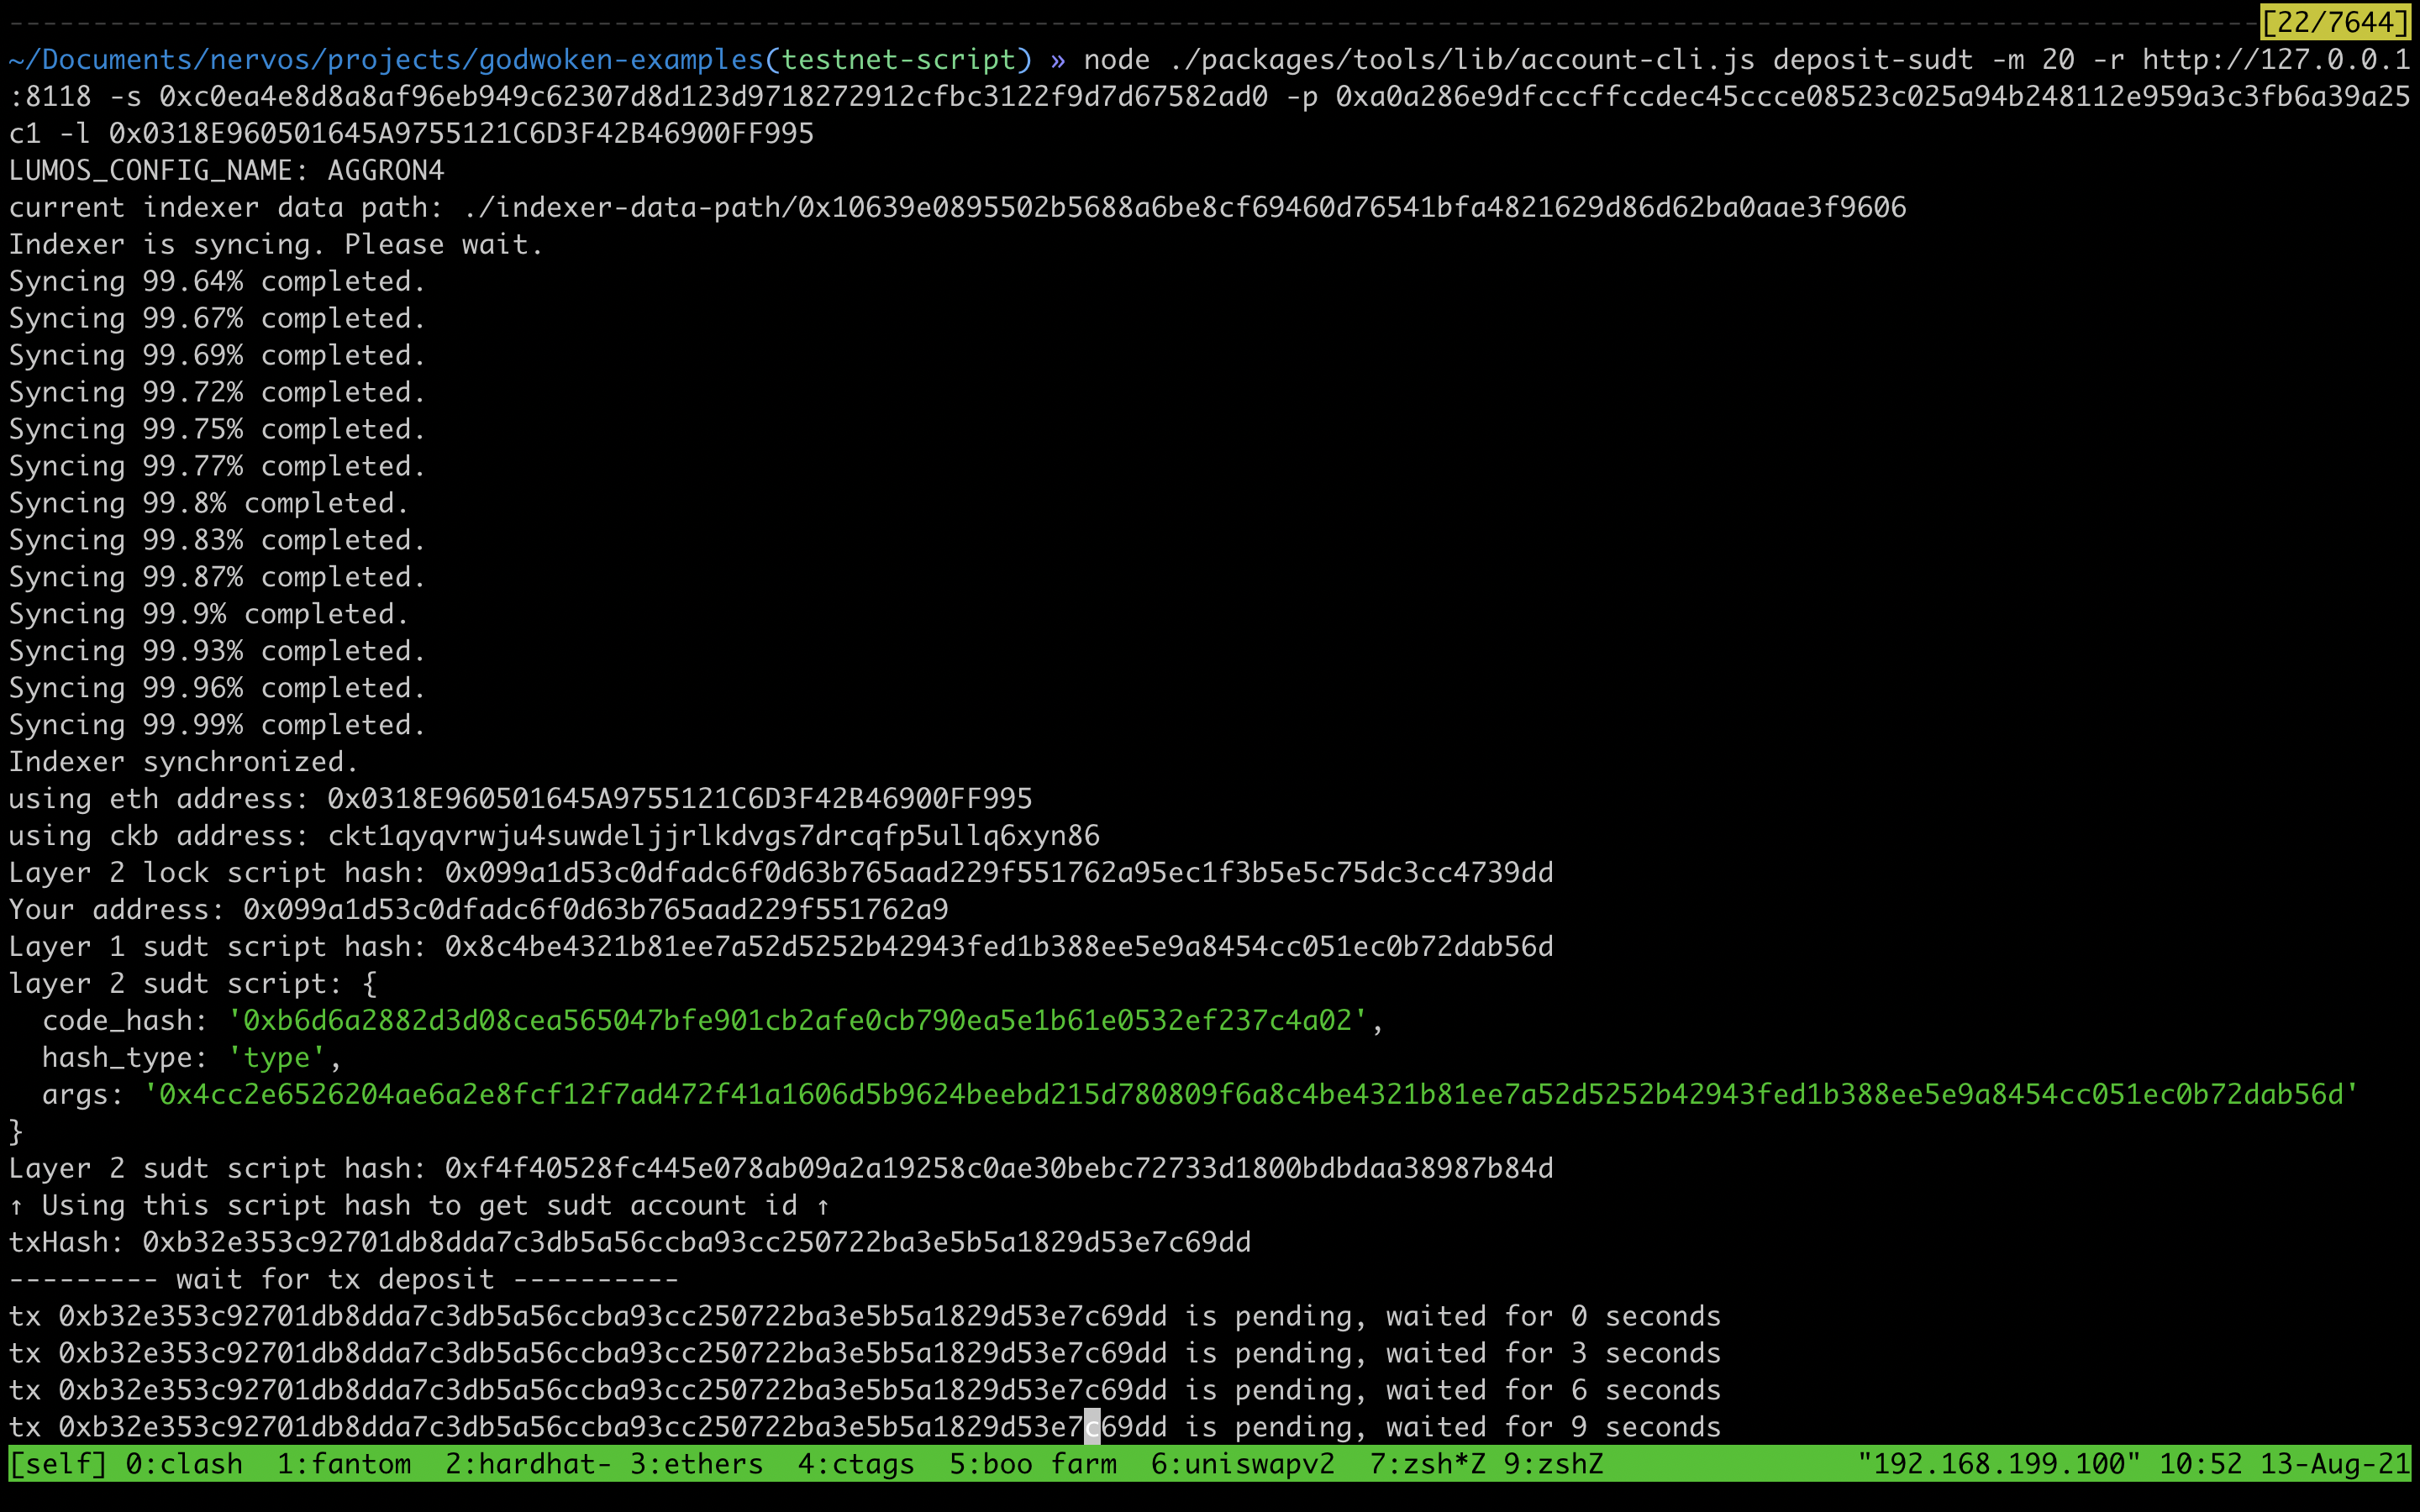 [22/7644]
~/Documents/nervos/projects/godwoken-examples(testnet-script) » node ./packages/tools/lib/account-cli.js deposit-sudt -m 20 -r http://127.0.0.1
:8118 -s 0xc0ea4e8d8a8af96eb949c62307d8d123d9718272912cfbc3122f9d7d67582ad0 -p 0xa0a286e9dfcccffccdec45ccce08523c025a94b248112e959a3c3fb6a39a25
c1 -l 0x0318E960501645A9755121C6D3F42B46900FF995
LUMOS_CONFIG_NAME: AGGRON4
current indexer data path: ./indexer-data-path/0x10639e0895502b5688a6be8cf69460d76541bfa4821629d86d62ba0aae3f9606
Indexer is syncing. Please wait.
Syncing 99.64% completed.
Syncing 99.67% completed.
Syncing 99.69% completed.
Syncing 99.72% completed.
Syncing 99.75% completed.
Syncing 99.77% completed.
Syncing 99.8% completed.
Syncing 99.83% completed.
Syncing 99.87% completed.
Syncing 99.9% completed.
Syncing 99.93% completed.
Syncing 99.96% completed.
Syncing 99.99% completed.
Indexer synchronized.
using eth address: 0x0318E960501645A9755121C6D3F42B46900FF995
using ckb address: ckt1qyqvrwju4suwdeljjrlkdvgs7drcqfp5ullq6xyn86
Layer 2 lock script hash: 0x099a1d53c0dfadc6f0d63b765aad229f551762a95ec1f3b5e5c75dc3cc4739dd
Your address: 0x099a1d53c0dfadc6f0d63b765aad229f551762a9
Layer 1 sudt script hash: 0x8c4be4321b81ee7a52d5252b42943fed1b388ee5e9a8454cc051ec0b72dab56d
layer 2 sudt script: {
  code_hash: '0xb6d6a2882d3d08cea565047bfe901cb2afe0cb790ea5e1b61e0532ef237c4a02',
  hash_type: 'type',
  args: '0x4cc2e6526204ae6a2e8fcf12f7ad472f41a1606d5b9624beebd215d780809f6a8c4be4321b81ee7a52d5252b42943fed1b388ee5e9a8454cc051ec0b72dab56d'
}
Layer 2 sudt script hash: 0xf4f40528fc445e078ab09a2a19258c0ae30bebc72733d1800bdbdaa38987b84d
↑ Using this script hash to get sudt account id ↑
txHash: 0xb32e353c92701db8dda7c3db5a56ccba93cc250722ba3e5b5a1829d53e7c69dd
--------- wait for tx deposit ----------
tx 0xb32e353c92701db8dda7c3db5a56ccba93cc250722ba3e5b5a1829d53e7c69dd is pending, waited for 0 seconds
tx 0xb32e353c92701db8dda7c3db5a56ccba93cc250722ba3e5b5a1829d53e7c69dd is pending, waited for 3 seconds
tx 0xb32e353c92701db8dda7c3db5a56ccba93cc250722ba3e5b5a1829d53e7c69dd is pending, waited for 6 seconds
tx 0xb32e353c92701db8dda7c3db5a56ccba93cc250722ba3e5b5a1829d53e7c69dd is pending, waited for 9 seconds
[self] 0:clash  1:fantom  2:hardhat- 3:ethers  4:ctags  5:boo farm  6:uniswapv2  7:zsh*Z 9:zshZ "192.168.199.100" 10:52 13-Aug-21